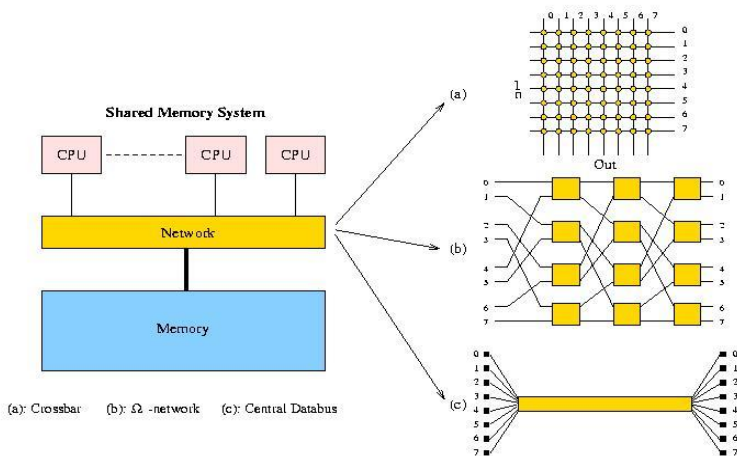 Shared Memory System
CPU CPU CPU
Network
Memory
(a): Crossbar (b): Ω -network (c): Central Databus
(a)
0 1 2 3 4 5 6 7
0
1
2
3
4
5
6
7
In
Out
(b)
0 0
1 1
2 2
3 3
4 4
5 5
6 6
7 7
(c)
0 0
1 1
2 2
3 3
4 4
5 5
6 6
7 7